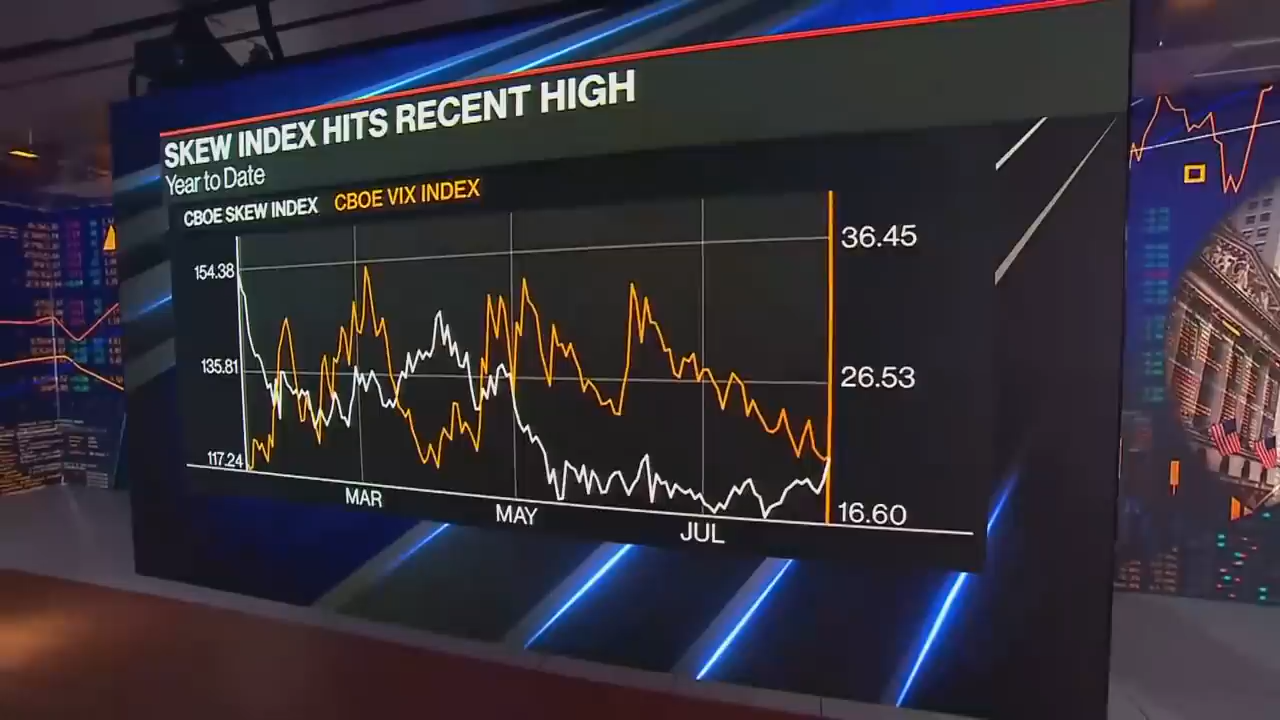 SKEW INDEX HITS RECENT HIGH
Year to Date
CBOE SKEW INDEX CBOE VIX INDEX
154.38
135.81
117.24
36.45
26.53
16.60
MAR MAY JUL